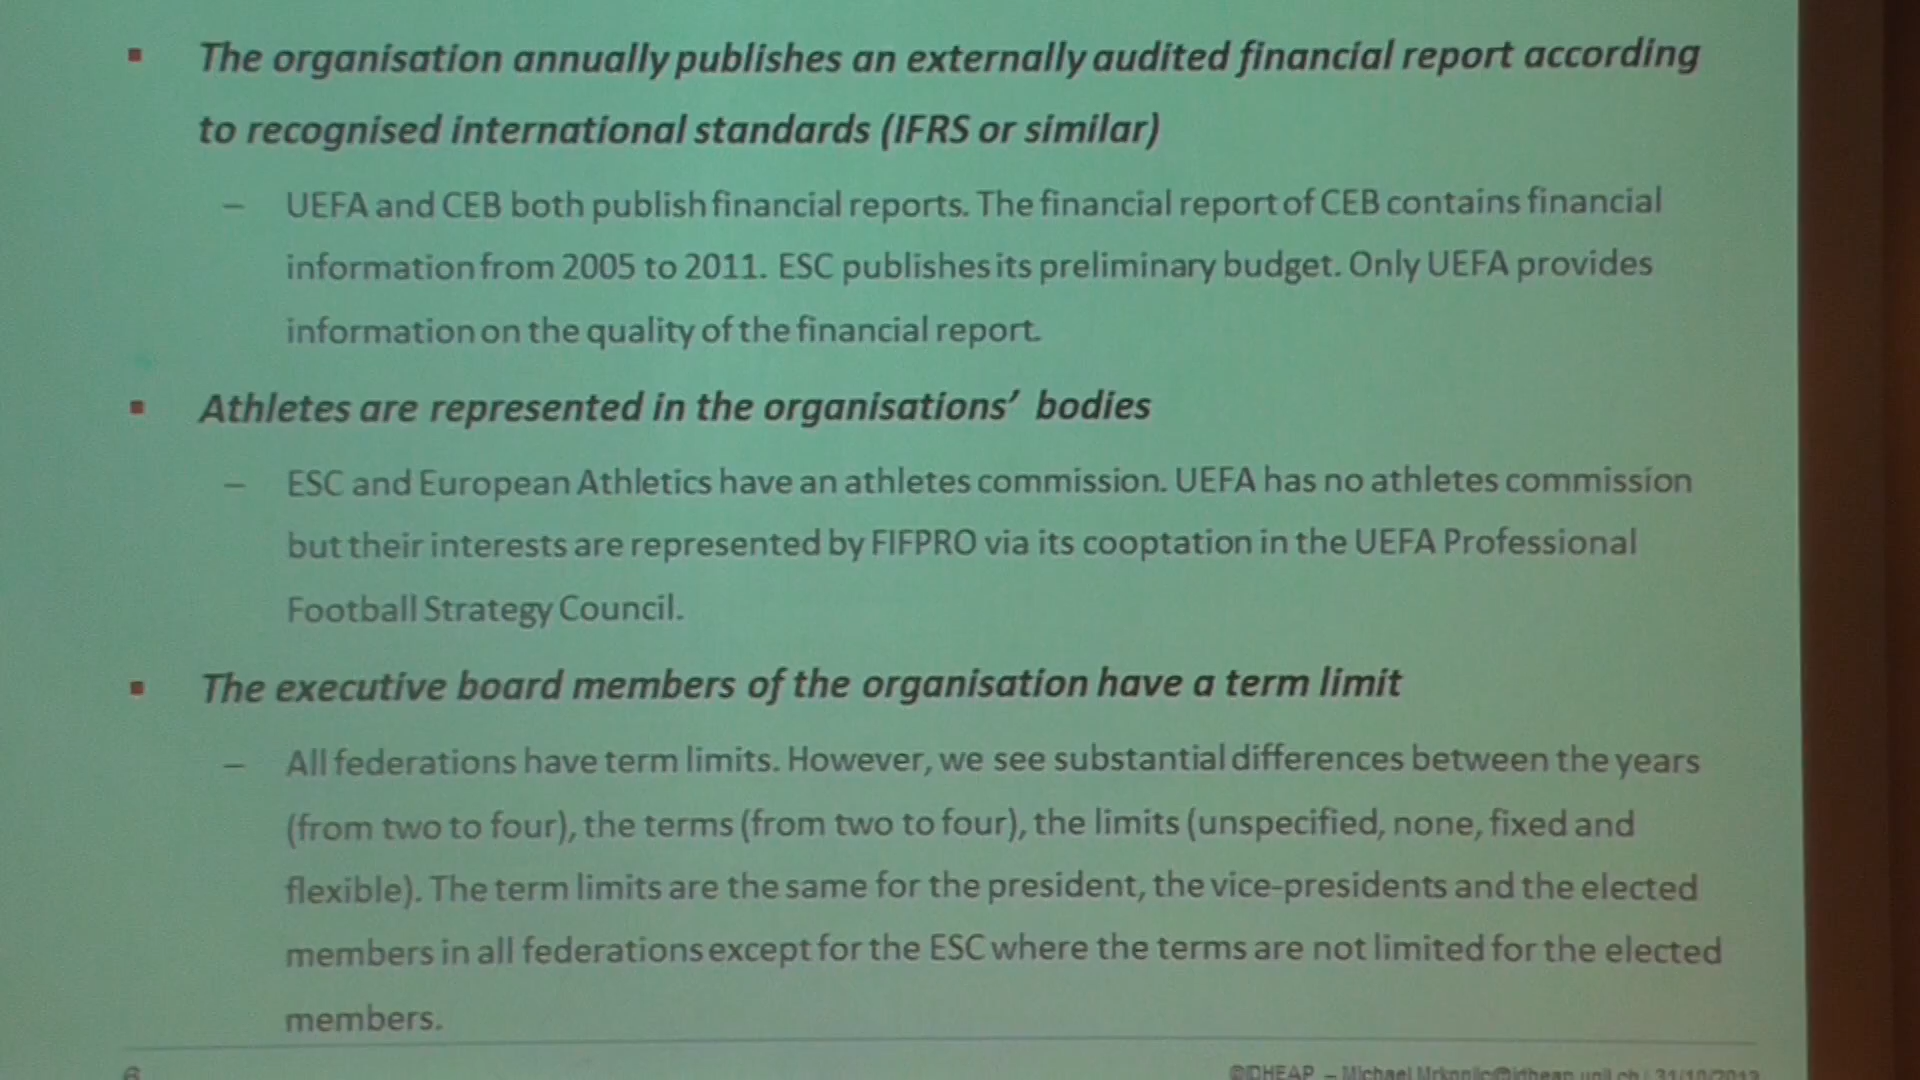 ▪ The organisation annually publishes an externally audited financial report according
to recognised international standards (IFRS or similar)
– UEFA and CEB both publish financial reports. The financial report of CEB contains financial
information from 2005 to 2011. ESC publishes its preliminary budget. Only UEFA provides
information on the quality of the financial report.
▪ Athletes are represented in the organisations’ bodies
– ESC and European Athletics have an athletes commission. UEFA has no athletes commission
but their interests are represented by FIFPRO via its cooptation in the UEFA Professional
Football Strategy Council.
▪ The executive board members of the organisation have a term limit
– All federations have term limits. However, we see substantial differences between the years
(from two to four), the terms (from two to four), the limits (unspecified, none, fixed and
flexible). The term limits are the same for the president, the vice-presidents and the elected
members in all federations except for the ESC where the terms are not limited for the elected
members.
6
– Michael